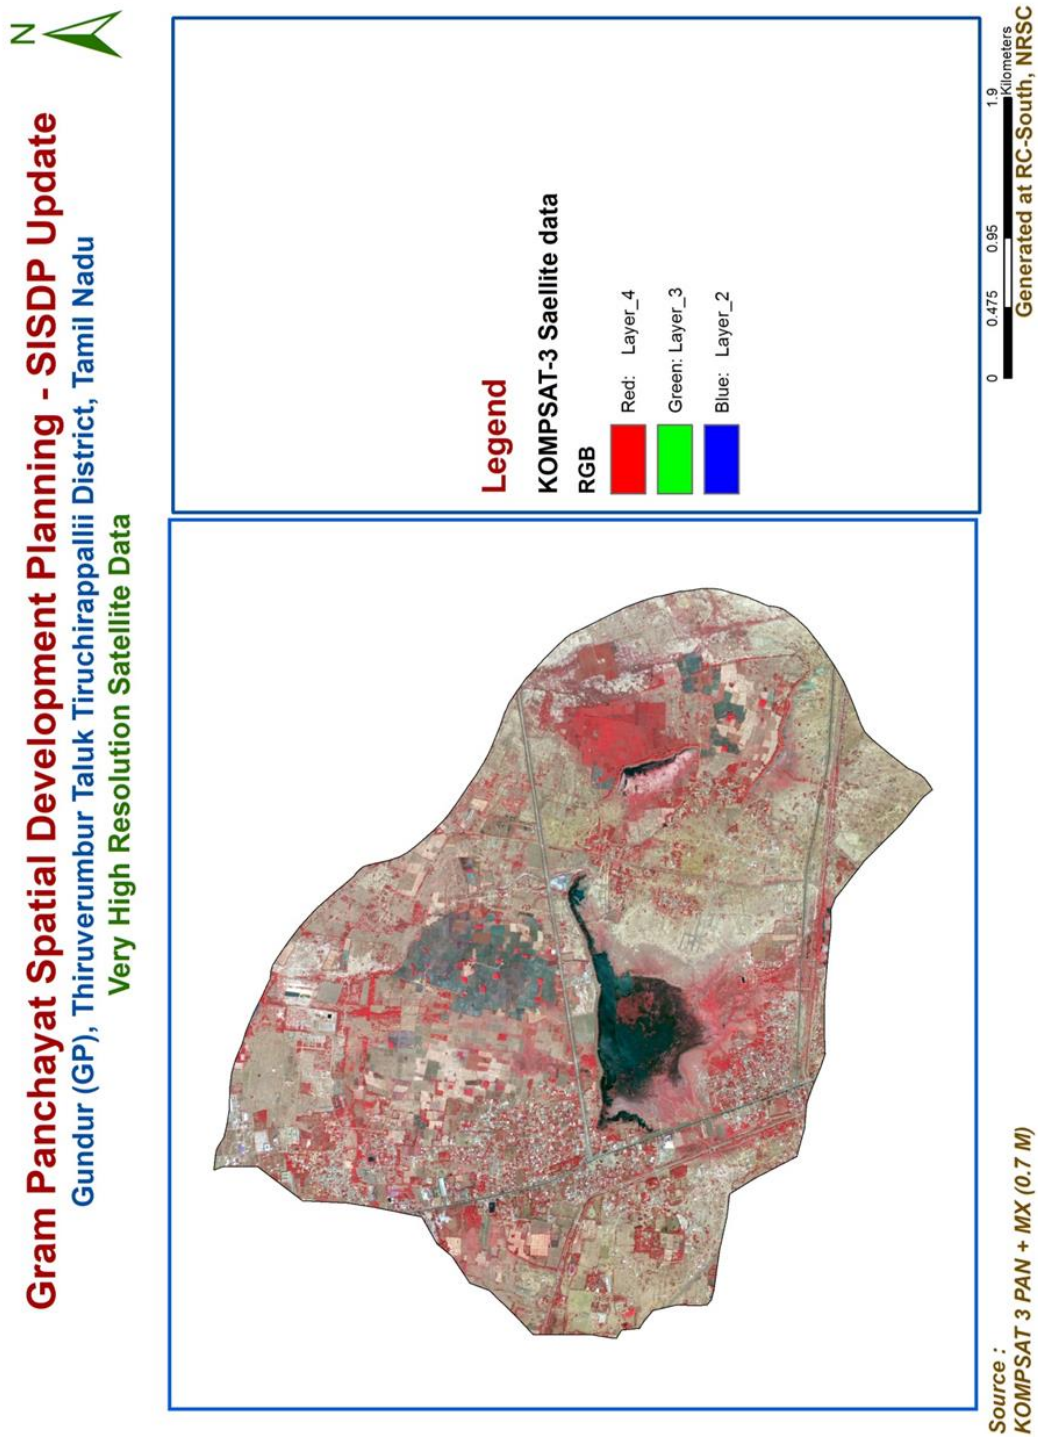 N
Gram Panchayat Spatial Development Planning - SISDP Update
Gundur (GP), Thiruverumbur Taluk Tiruchirappallii District, Tamil Nadu
Very High Resolution Satellite Data
Legend
KOMPSAT-3 Saellite data
RGB
Red: Layer_4
Green: Layer_3
Blue: Layer_2
0 0.475 0.95 1.9
Kilometers
Source :
KOMPSAT 3 PAN + MX (0.7 M)
Generated at RC-South, NRSC